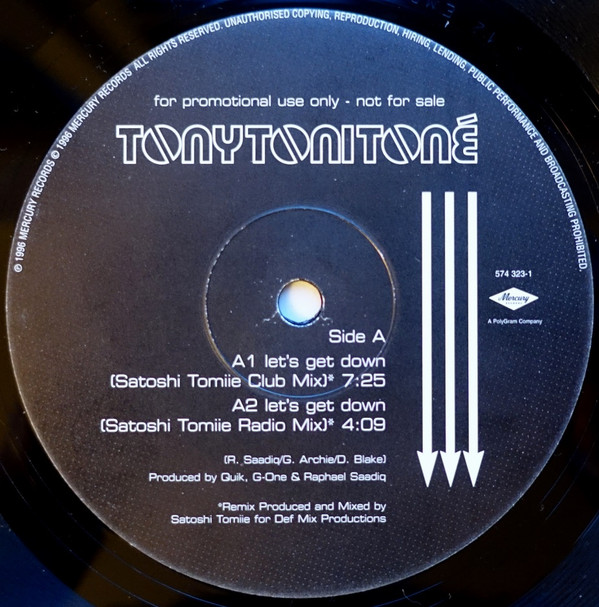 ℗ 1996 MERCURY RECORDS © 1996 MERCURY RECORDS ALL RIGHTS RESERVED. UNAUTHORISED COPYING, REPRODUCTION, HIRING, LENDING, PUBLIC PERFORMANCE AND BROADCASTING PROHIBITED.
for promotional use only - not for sale
TONYTONITONÉ
574 323-1
Mercury
A PolyGram Company
Side A
A1 let's get down
(Satoshi Tomiie Club Mix)* 7:25
A2 let's get down
(Satoshi Tomiie Radio Mix)* 4:09
(R. Saadiq/G. Archie/D. Blake)
Produced by Quik, G-One & Raphael Saadiq
*Remix Produced and Mixed by
Satoshi Tomiie for Def Mix Productions